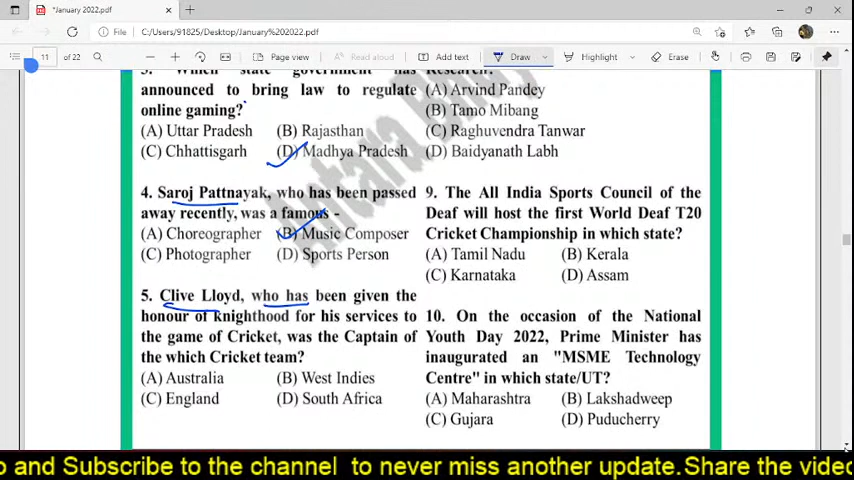 *January 2022.pdf
File | C:/Users/91825/Desktop/January%202022.pdf
11 of 22 Page view Read aloud Add text Draw Highlight Erase
3. Which state government has
announced to bring law to regulate
online gaming?
(A) Uttar Pradesh (B) Rajasthan
(C) Chhattisgarh (D) Madhya Pradesh
4. Saroj Pattnayak, who has been passed
away recently, was a famous -
(A) Choreographer (B) Music Composer
(C) Photographer (D) Sports Person
5. Clive Lloyd, who has been given the
honour of knighthood for his services to
the game of Cricket, was the Captain of
the which Cricket team?
(A) Australia (B) West Indies
(C) England (D) South Africa
Research?
(A) Arvind Pandey
(B) Tamo Mibang
(C) Raghuvendra Tanwar
(D) Baidyanath Labh
9. The All India Sports Council of the
Deaf will host the first World Deaf T20
Cricket Championship in which state?
(A) Tamil Nadu (B) Kerala
(C) Karnataka (D) Assam
10. On the occasion of the National
Youth Day 2022, Prime Minister has
inaugurated an "MSME Technology
Centre" in which state/UT?
(A) Maharashtra (B) Lakshadweep
(C) Gujara (D) Puducherry
o and Subscribe to the channel to never miss another update.Share the video